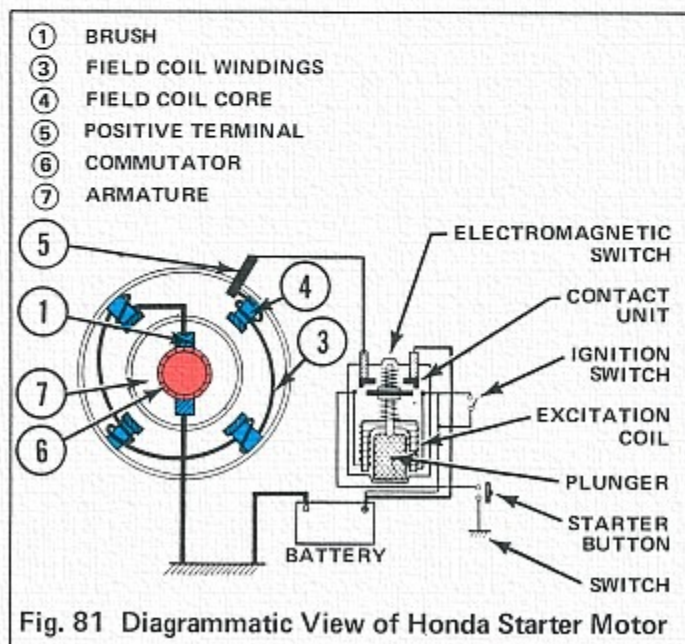 ① BRUSH
③ FIELD COIL WINDINGS
④ FIELD COIL CORE
⑤ POSITIVE TERMINAL
⑥ COMMUTATOR
⑦ ARMATURE
5
4
1
3
7
6
ELECTROMAGNETIC
SWITCH
CONTACT
UNIT
IGNITION
SWITCH
EXCITATION
COIL
PLUNGER
STARTER
BUTTON
SWITCH
BATTERY
Fig. 81 Diagrammatic View of Honda Starter Motor